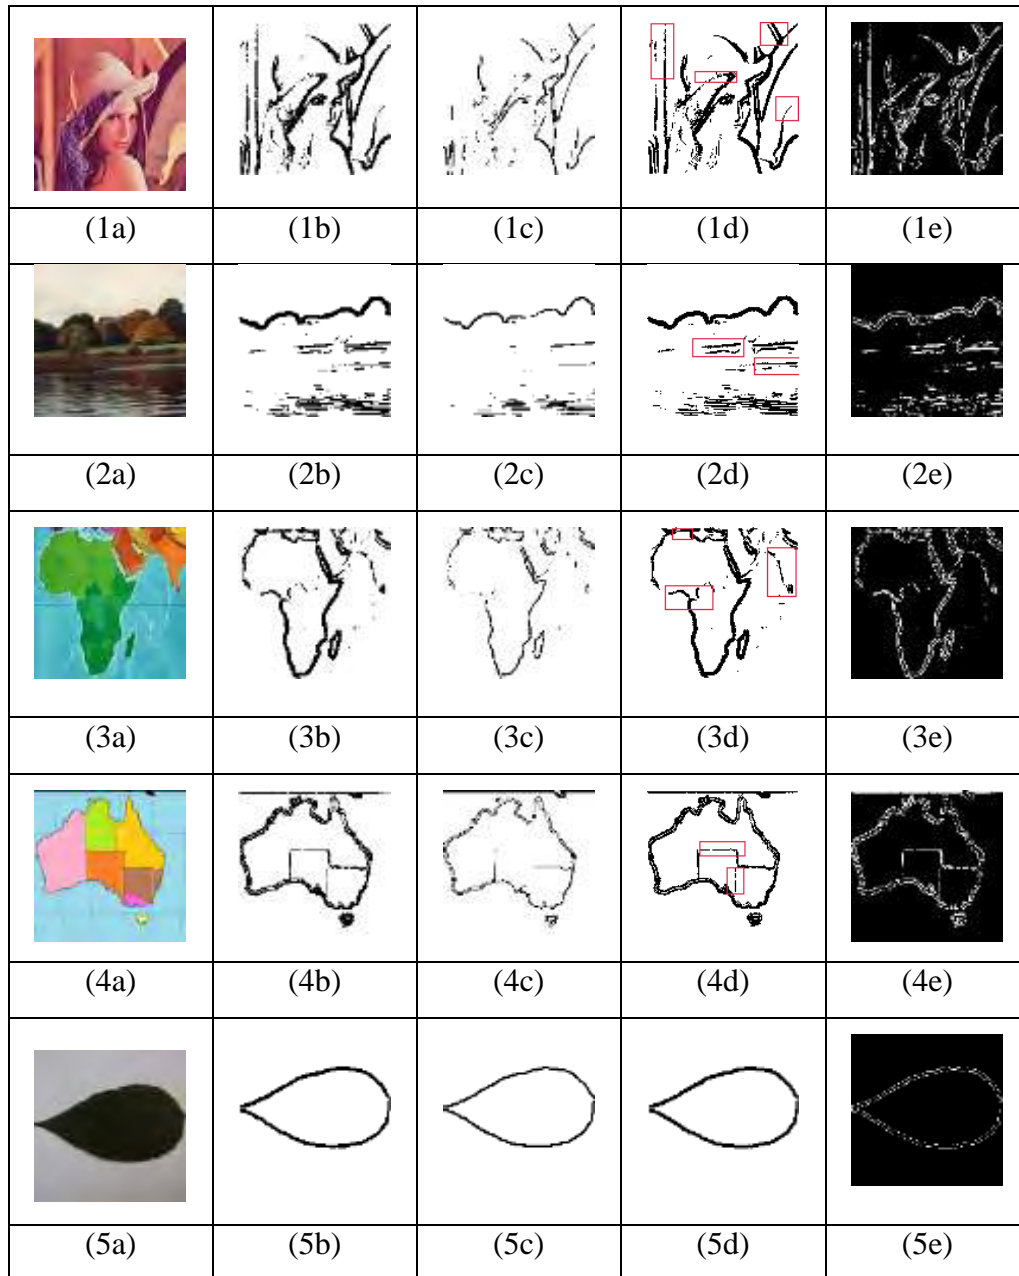 (1a) (1b) (1c) (1d) (1e)
(2a) (2b) (2c) (2d) (2e)
(3a) (3b) (3c) (3d) (3e)
(4a) (4b) (4c) (4d) (4e)
(5a) (5b) (5c) (5d) (5e)